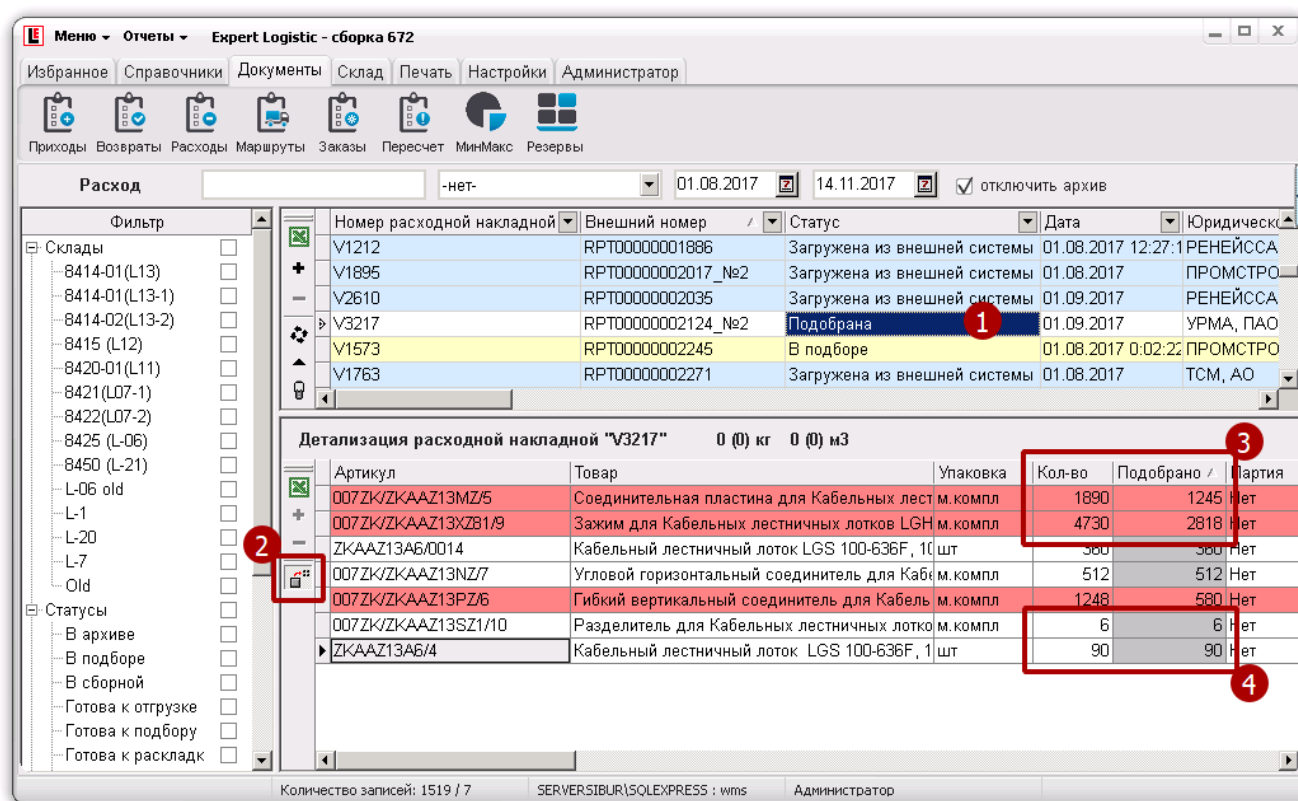 LE Меню Отчеты Expert Logistic - сборка 672
Избранное Справочники Документы Склад Печать Настройки Администратор
Приходы Возвраты Расходы Маршруты Заказы Пересчет МинМакс Резервы
Расход -нет- 01.08.2017 14.11.2017 отключить архив
Фильтр
Склады
8414-01(L13)
8414-01(L13-1)
8414-02(L13-2)
8415 (L12)
8420-01(L11)
8421(L07-1)
8422(L07-2)
8425 (L-06)
8450 (L-21)
L-06 old
L-1
L-20
L-7
Old
Статусы
В архиве
В подборе
В сборной
Готова к отгрузке
Готова к подбору
Готова к раскладк
Номер расходной накладной Внешний номер Статус Дата Юридическ
V1212 RPT00000001886 Загружена из внешней системы 01.08.2017 12:27:1 РЕНЕЙССА
V1895 RPT00000002017_№2 Загружена из внешней системы 01.08.2017 ПРОМСТРО
V2610 RPT00000002035 Загружена из внешней системы 01.09.2017 РЕНЕЙССА
V3217 RPT00000002124_№2 Подобрана 1 01.09.2017 УРМА, ПАО
V1573 RPT00000002245 В подборе 01.08.2017 0:02:22 ПРОМСТРО
V1763 RPT00000002271 Загружена из внешней системы 01.08.2017 ТСМ, АО
Детализация расходной накладной "V3217" 0 (0) кг 0 (0) м3
3
Артикул Товар Упаковка Кол-во Подобрано Партия
007ZK/ZKAAZ13MZ/5 Соединительная пластина для Кабельных лест м.компл 1890 1245 Нет
007ZK/ZKAAZ13XZB1/9 Зажим для Кабельных лестничных лотков LGH м.компл 4730 2818 Нет
2
ZKAAZ13A6/0014 Кабельный лестничный лоток LGS 100-636F, 10 шт 360 360 Нет
007ZK/ZKAAZ13NZ/7 Угловой горизонтальный соединитель для Кабе м.компл 512 512 Нет
007ZK/ZKAAZ13PZ/6 Гибкий вертикальный соединитель для Кабель м.компл 1248 580 Нет
007ZK/ZKAAZ13SZ1/10 Разделитель для Кабельных лестничных лотко м.компл 6 6 Нет
ZKAAZ13A6/4 Кабельный лестничный лоток LGS 100-636F, 1 шт 90 90 Нет
4
Количество записей: 1519 / 7 SERVERSIBUR\SQLEXPRESS : wms Администратор